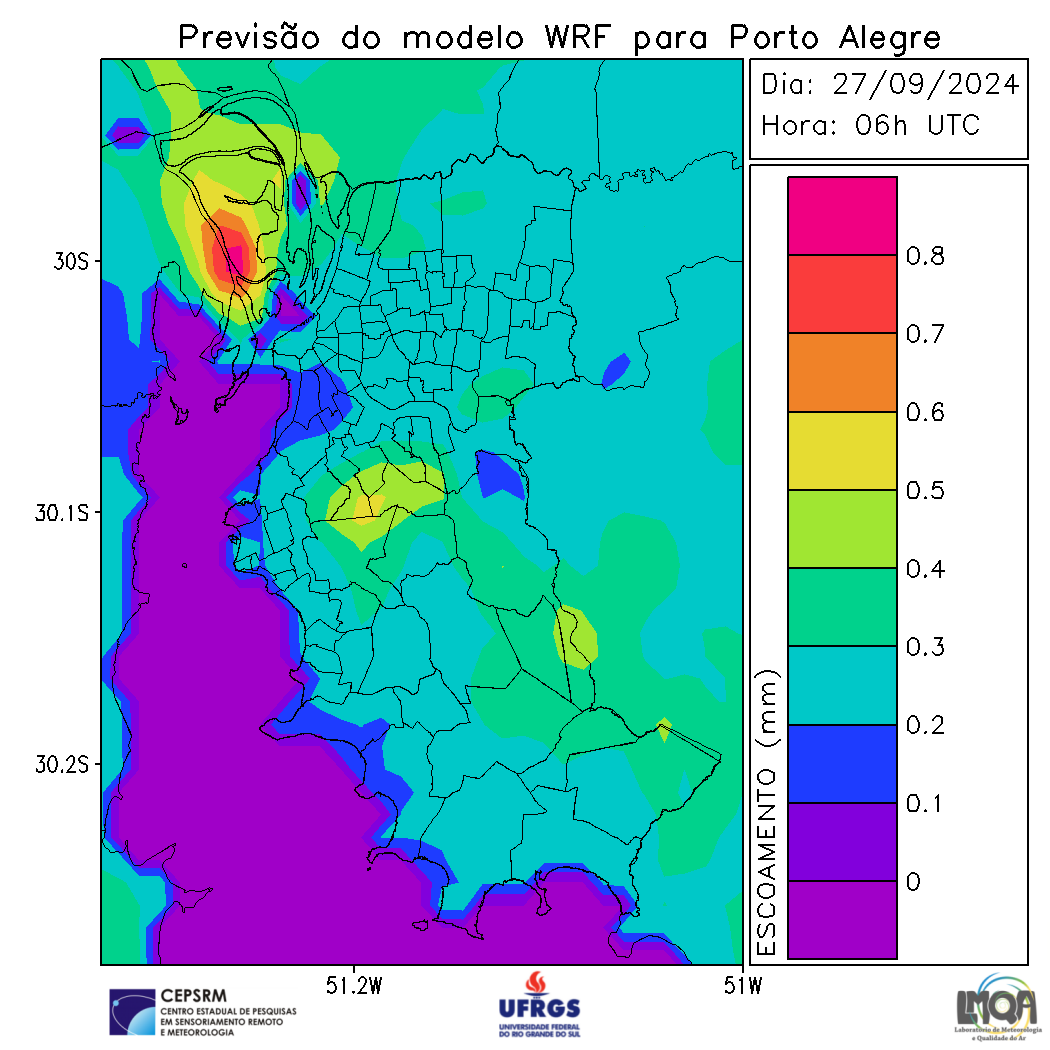 Previsão do modelo WRF para Porto Alegre
Dia: 27/09/2024
Hora: 06h UTC
30S
30.1S
30.2S
51.2W
51W
ESCOAMENTO (mm)
0.8
0.7
0.6
0.5
0.4
0.3
0.2
0.1
0
CEPSRM
CENTRO ESTADUAL DE PESQUISAS
EM SENSORIAMENTO REMOTO
E METEOROLOGIA
UFRGS
UNIVERSIDADE FEDERAL
DO RIO GRANDE DO SUL
LMQA
Laboratório de Meteorologia
e Qualidade do Ar